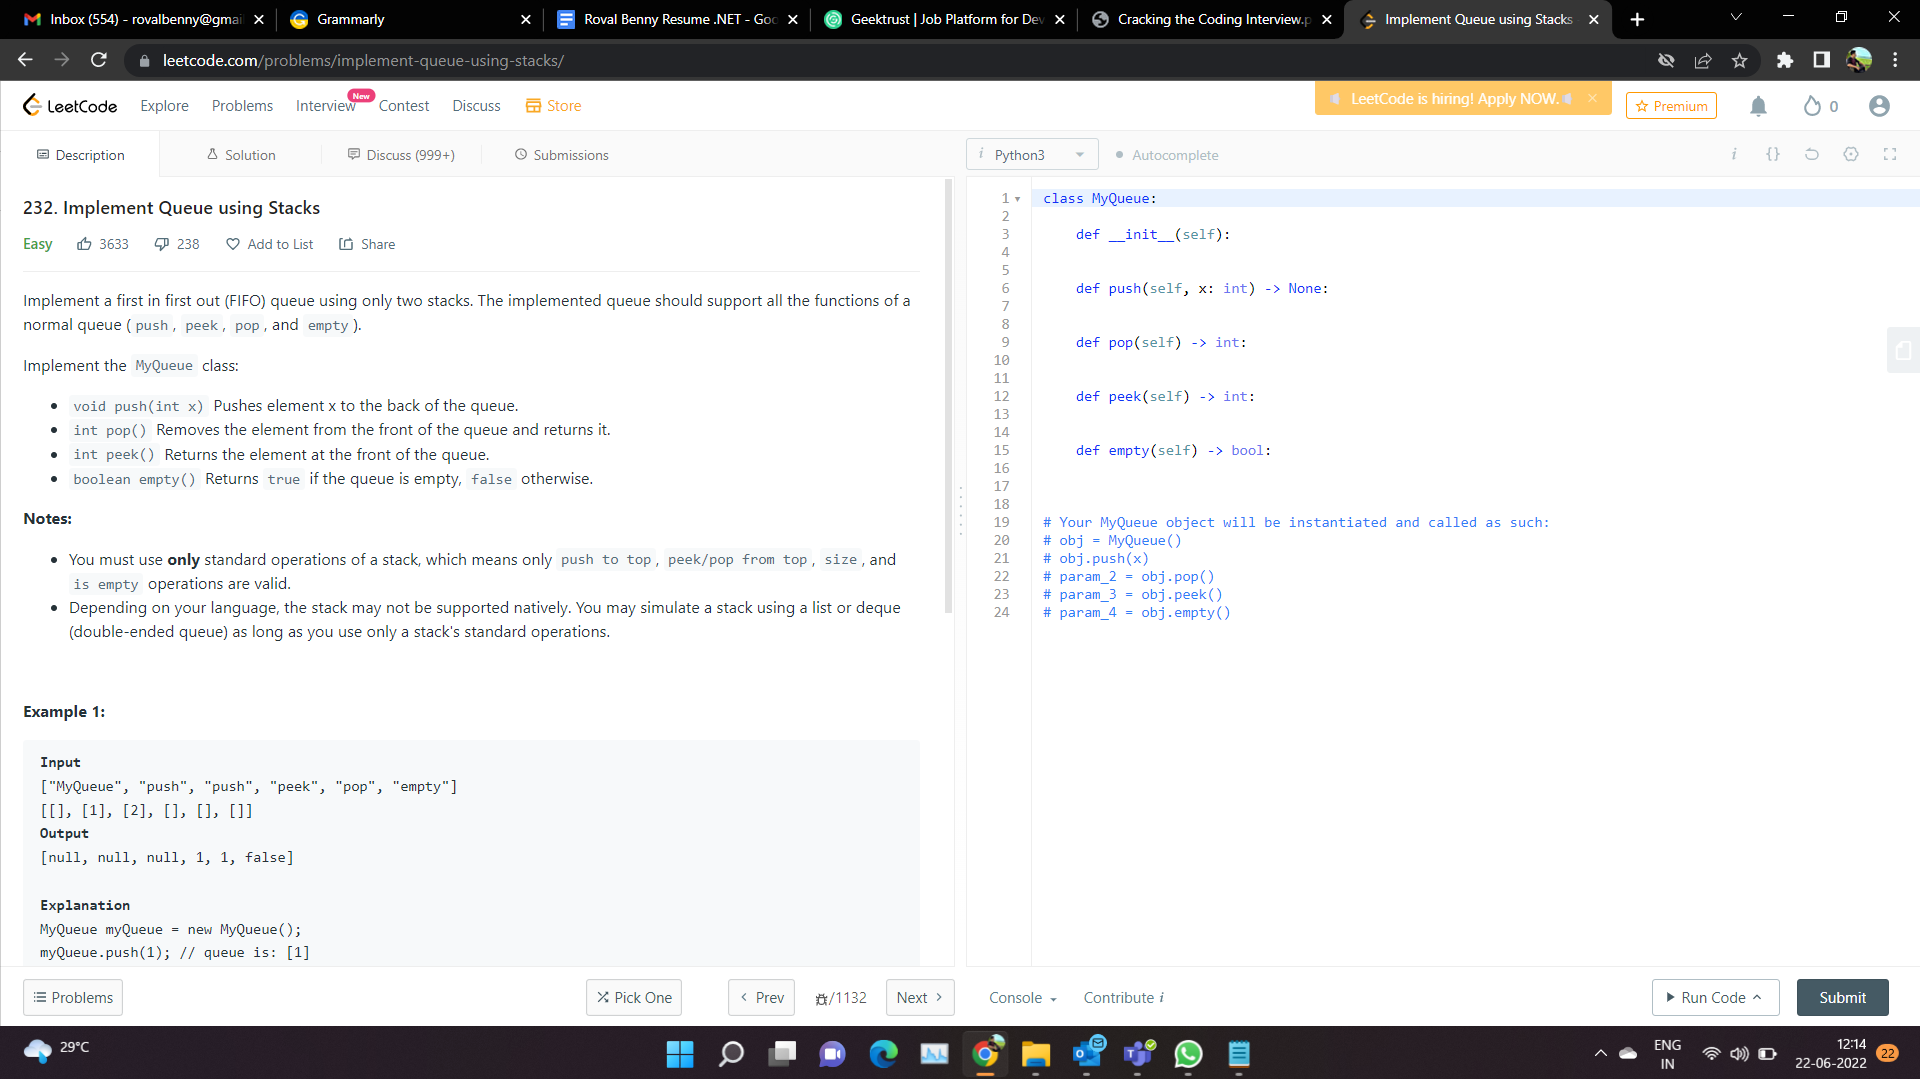 Inbox (554) - rovalbenny@gmai
Grammarly
Roval Benny Resume .NET - Goo
Geektrust | Job Platform for Dev
Cracking the Coding Interview.p
Implement Queue using Stacks
leetcode.com/problems/implement-queue-using-stacks/
LeetCode
Explore
Problems
Interview
New
Contest
Discuss
Store
LeetCode is hiring! Apply NOW.
Premium
0
Description
Solution
Discuss (999+)
Submissions
i Python3
Autocomplete
i {}
232. Implement Queue using Stacks
Easy 3633 238 Add to List Share
Implement a first in first out (FIFO) queue using only two stacks. The implemented queue should support all the functions of a
normal queue ( push , peek , pop , and empty ).
Implement the MyQueue class:
• void push(int x) Pushes element x to the back of the queue.
• int pop() Removes the element from the front of the queue and returns it.
• int peek() Returns the element at the front of the queue.
• boolean empty() Returns true if the queue is empty, false otherwise.
Notes:
• You must use only standard operations of a stack, which means only push to top , peek/pop from top , size , and
is empty operations are valid.
• Depending on your language, the stack may not be supported natively. You may simulate a stack using a list or deque
(double-ended queue) as long as you use only a stack's standard operations.
Example 1:
Input
["MyQueue", "push", "push", "peek", "pop", "empty"]
[[], [1], [2], [], [], []]
Output
[null, null, null, 1, 1, false]
Explanation
MyQueue myQueue = new MyQueue();
myQueue.push(1); // queue is: [1]
1 class MyQueue:
2
3 def __init__(self):
4
5
6 def push(self, x: int) -> None:
7
8
9 def pop(self) -> int:
10
11
12 def peek(self) -> int:
13
14
15 def empty(self) -> bool:
16
17
18
19 # Your MyQueue object will be instantiated and called as such:
20 # obj = MyQueue()
21 # obj.push(x)
22 # param_2 = obj.pop()
23 # param_3 = obj.peek()
24 # param_4 = obj.empty()
Problems
Pick One
Prev
/1132
Next
Console
Contribute i
Run Code
Submit
29°C
ENG
IN
12:14
22-06-2022
22